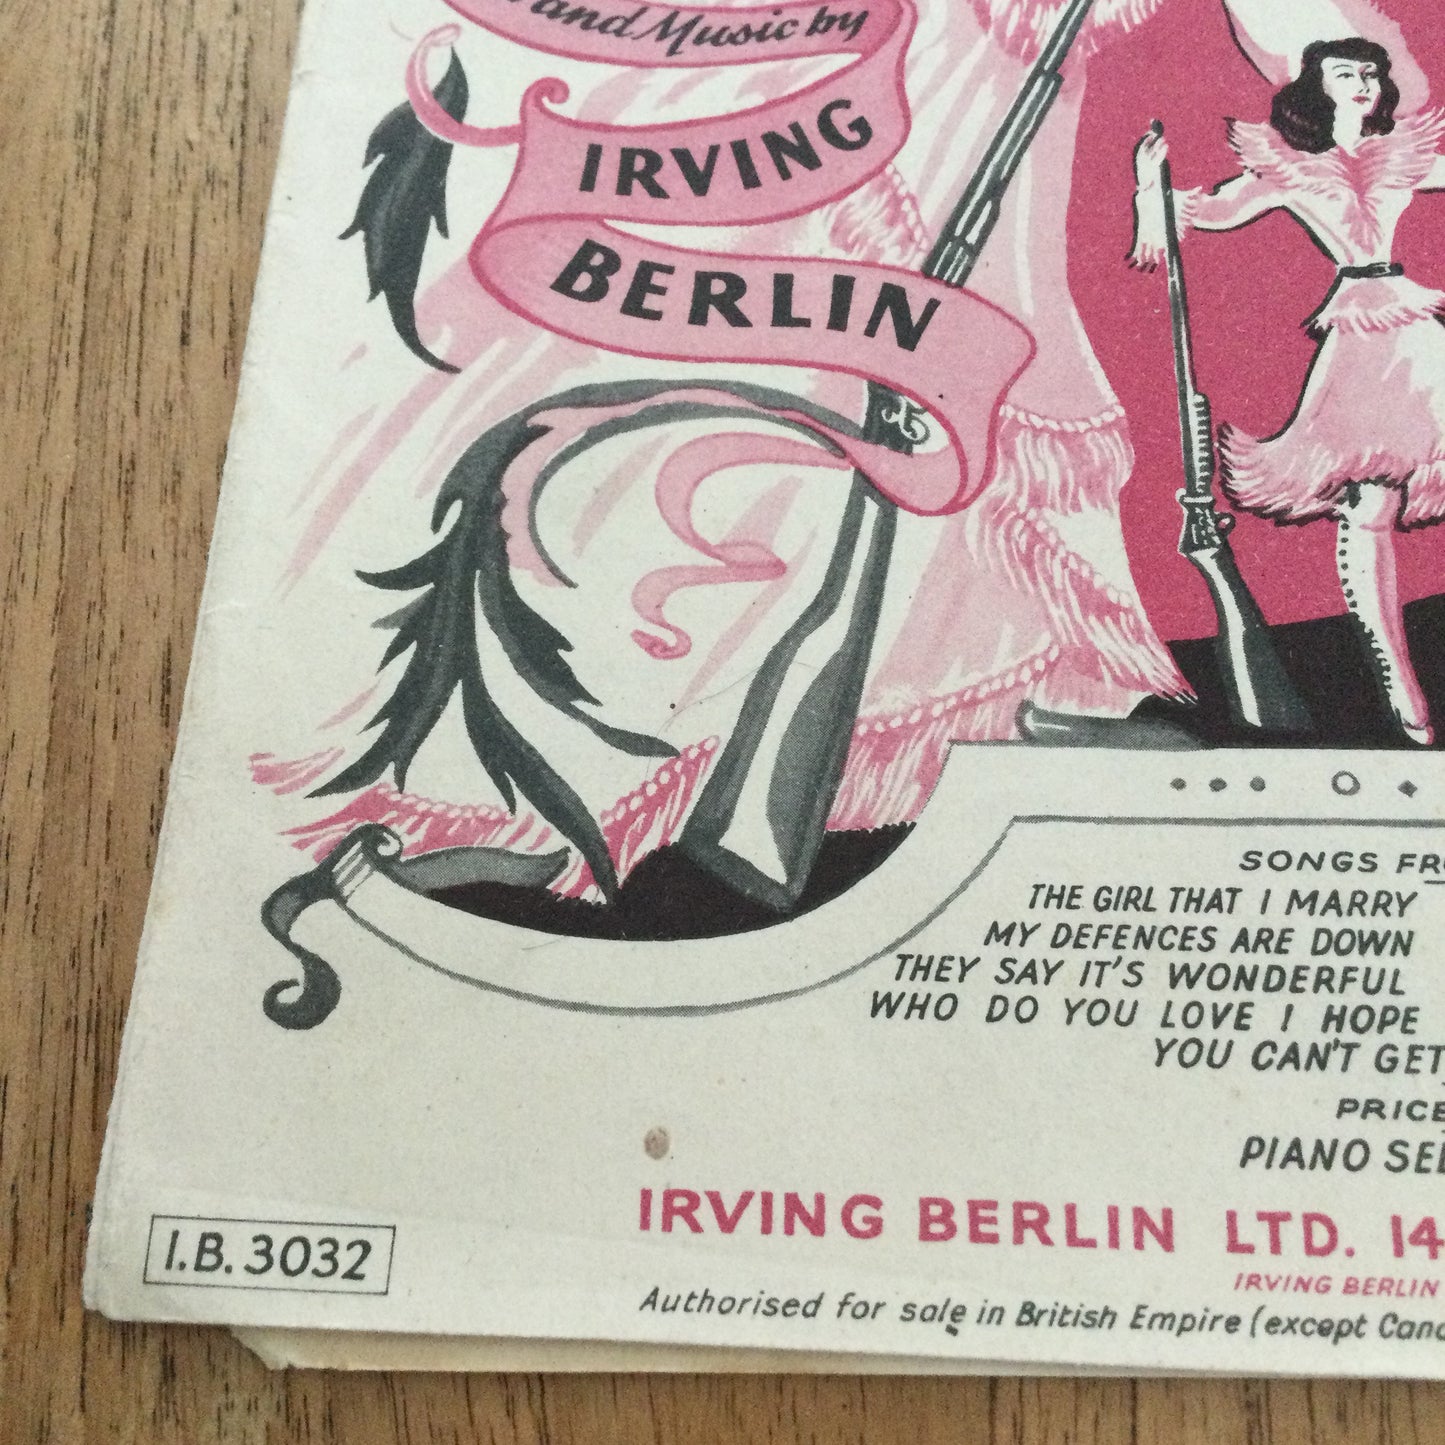 and Music by
IRVING
BERLIN
SONGS FR
THE GIRL THAT I MARRY
MY DEFENCES ARE DOWN
THEY SAY IT'S WONDERFUL
WHO DO YOU LOVE I HOPE
YOU CAN'T GET
PRICE
PIANO SEL
IRVING BERLIN LTD. 14
IRVING BERLIN
I.B. 3032
Authorised for sale in British Empire (except Cana